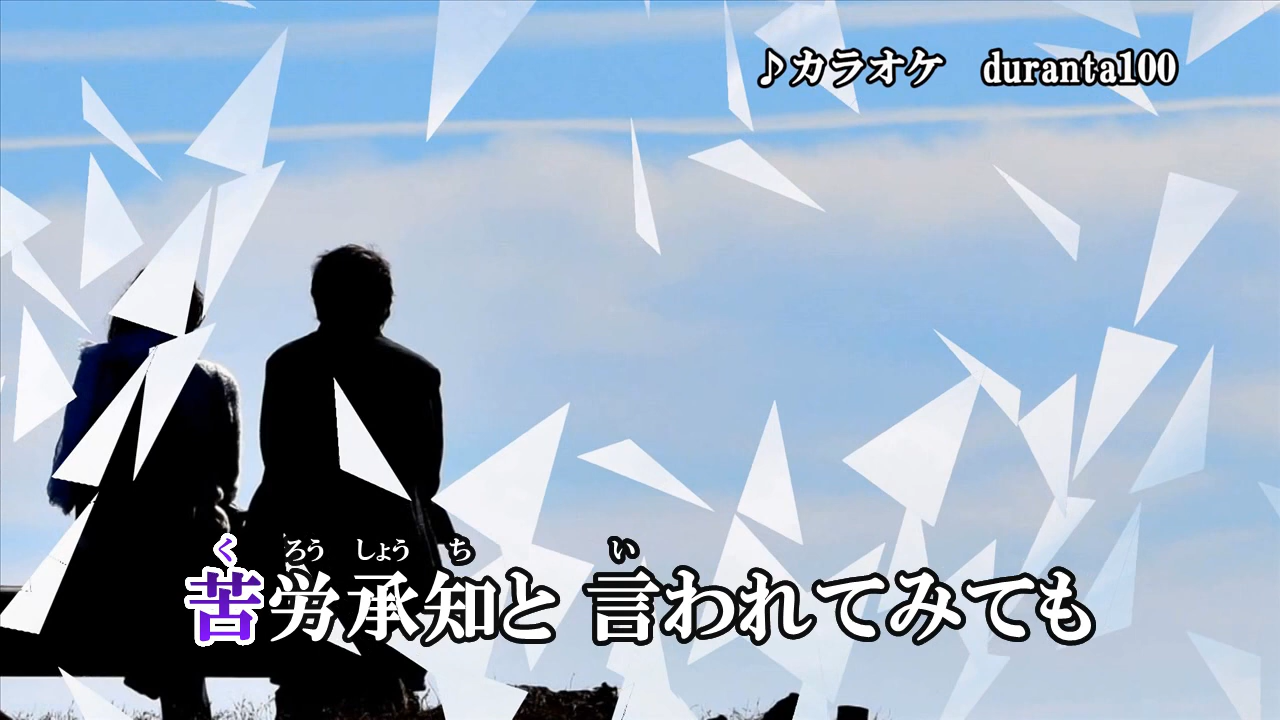 ♪カラオケ　duranta100
く ろう しょう ち い
苦労承知と 言われてみても